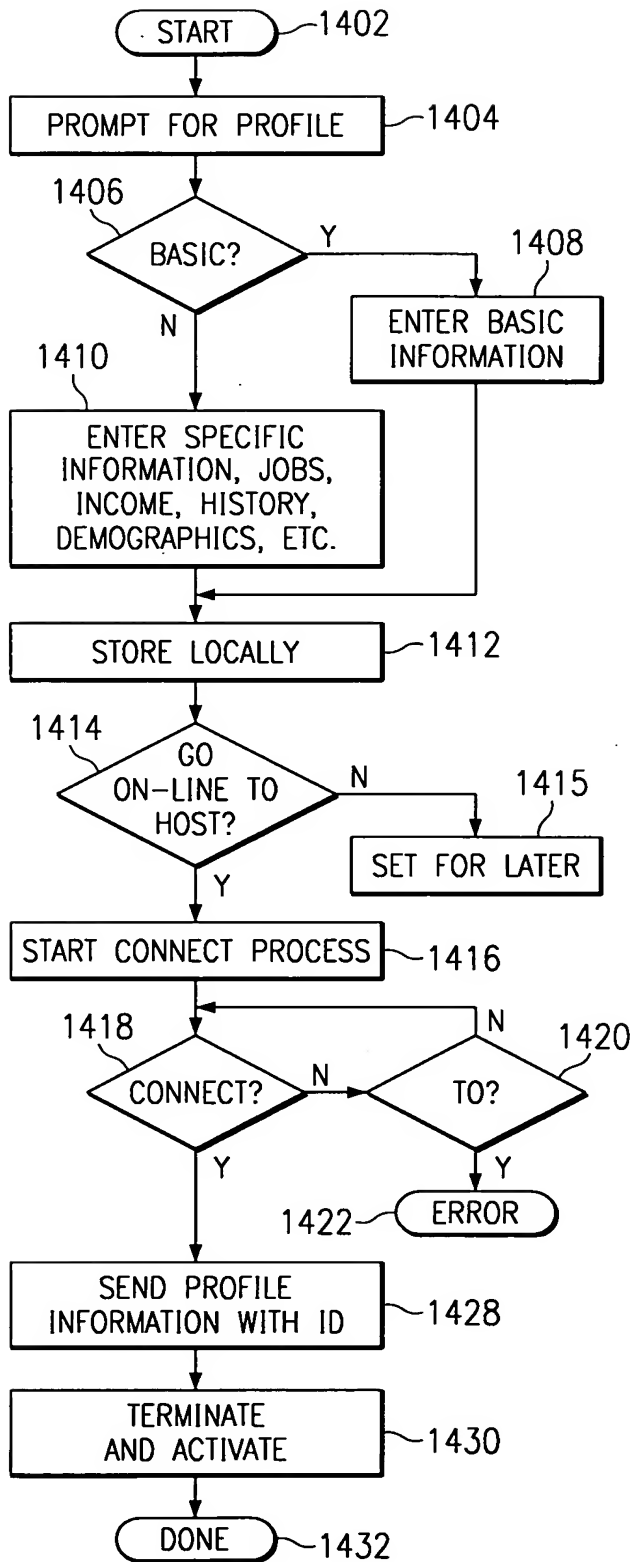 START
1402
PROMPT FOR PROFILE
1404
1406
BASIC?
Y
N
1408
ENTER BASIC
INFORMATION
1410
ENTER SPECIFIC
INFORMATION, JOBS,
INCOME, HISTORY,
DEMOGRAPHICS, ETC.
STORE LOCALLY
1412
1414
GO
ON-LINE TO
HOST?
N
Y
1415
SET FOR LATER
START CONNECT PROCESS
1416
1418
CONNECT?
N
Y
N
1420
TO?
Y
1422
ERROR
SEND PROFILE
INFORMATION WITH ID
1428
TERMINATE
AND ACTIVATE
1430
DONE
1432